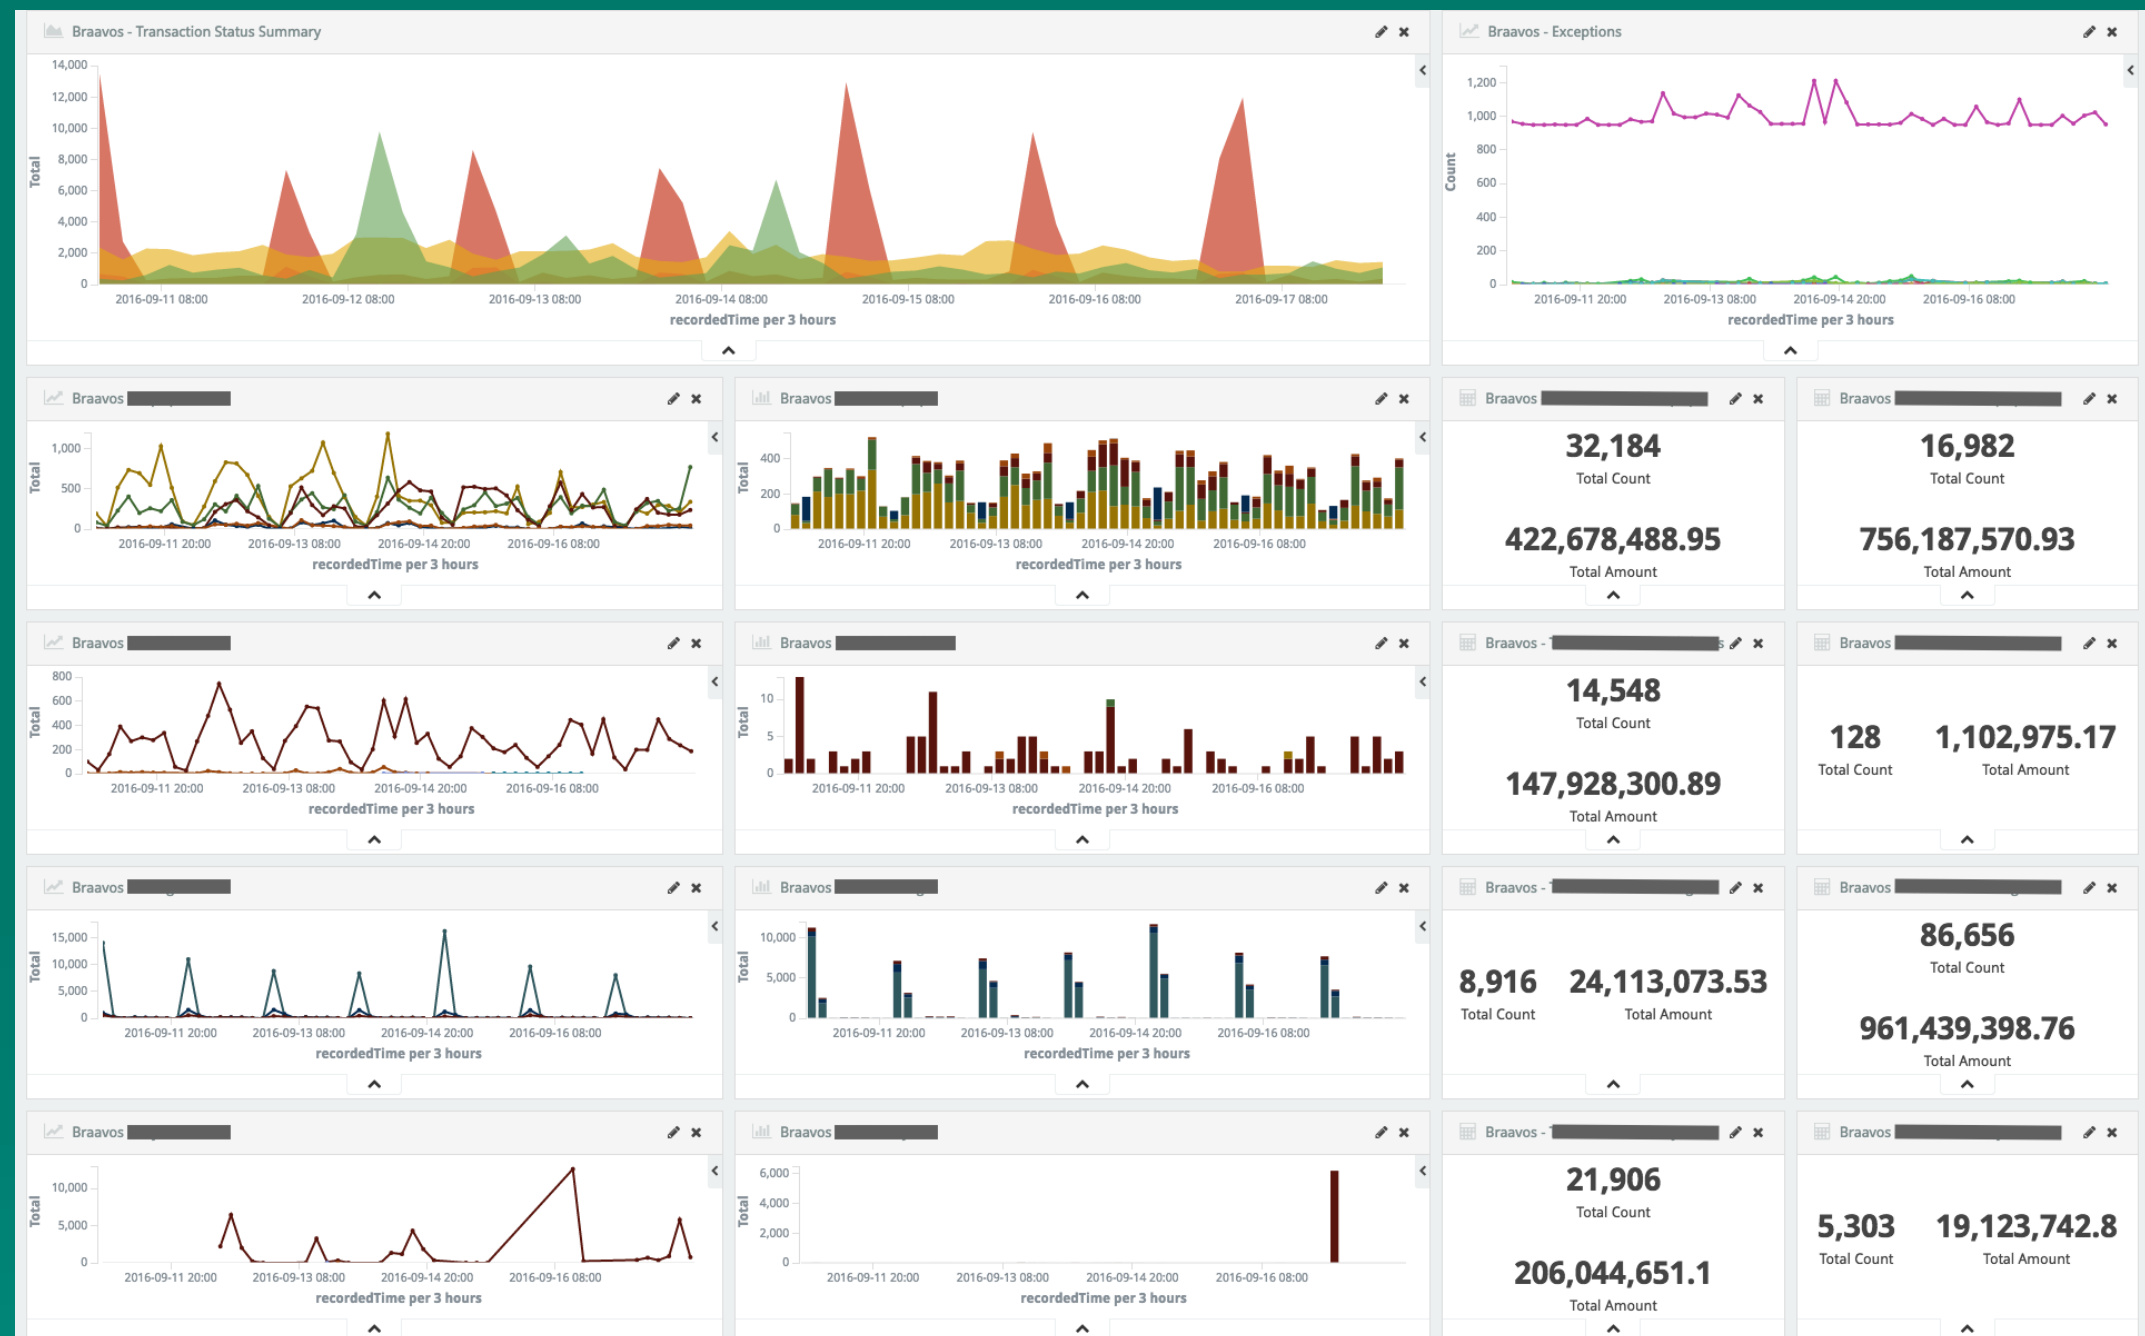 Braavos - Transaction Status Summary
14,000
12,000
10,000
8,000
6,000
4,000
2,000
0
Total
2016-09-11 08:00 2016-09-12 08:00 2016-09-13 08:00 2016-09-14 08:00 2016-09-15 08:00 2016-09-16 08:00 2016-09-17 08:00
recordedTime per 3 hours
Braavos - Exceptions
1,200
1,000
800
600
400
200
0
Count
2016-09-11 20:00 2016-09-13 08:00 2016-09-14 20:00 2016-09-16 08:00
recordedTime per 3 hours
Braavos
1,000
500
0
Total
2016-09-11 20:00 2016-09-13 08:00 2016-09-14 20:00 2016-09-16 08:00
recordedTime per 3 hours
Braavos
400
200
0
Total
2016-09-11 20:00 2016-09-13 08:00 2016-09-14 20:00 2016-09-16 08:00
recordedTime per 3 hours
Braavos
32,184
Total Count
422,678,488.95
Total Amount
Braavos
16,982
Total Count
756,187,570.93
Total Amount
Braavos
800
600
400
200
0
Total
2016-09-11 20:00 2016-09-13 08:00 2016-09-14 20:00 2016-09-16 08:00
recordedTime per 3 hours
Braavos
10
5
0
Total
2016-09-11 20:00 2016-09-13 08:00 2016-09-14 20:00 2016-09-16 08:00
recordedTime per 3 hours
Braavos -
14,548
Total Count
147,928,300.89
Total Amount
Braavos
128 1,102,975.17
Total Count Total Amount
Braavos
15,000
10,000
5,000
0
Total
2016-09-11 20:00 2016-09-13 08:00 2016-09-14 20:00 2016-09-16 08:00
recordedTime per 3 hours
Braavos
10,000
5,000
0
Total
2016-09-11 20:00 2016-09-13 08:00 2016-09-14 20:00 2016-09-16 08:00
recordedTime per 3 hours
Braavos -
8,916 24,113,073.53
Total Count Total Amount
Braavos
86,656
Total Count
961,439,398.76
Total Amount
Braavos
10,000
5,000
0
Total
2016-09-11 20:00 2016-09-13 08:00 2016-09-14 20:00 2016-09-16 08:00
recordedTime per 3 hours
Braavos
6,000
4,000
2,000
0
Total
2016-09-11 20:00 2016-09-13 08:00 2016-09-14 20:00 2016-09-16 08:00
recordedTime per 3 hours
Braavos -
21,906
Total Count
206,044,651.1
Total Amount
Braavos
5,303 19,123,742.8
Total Count Total Amount